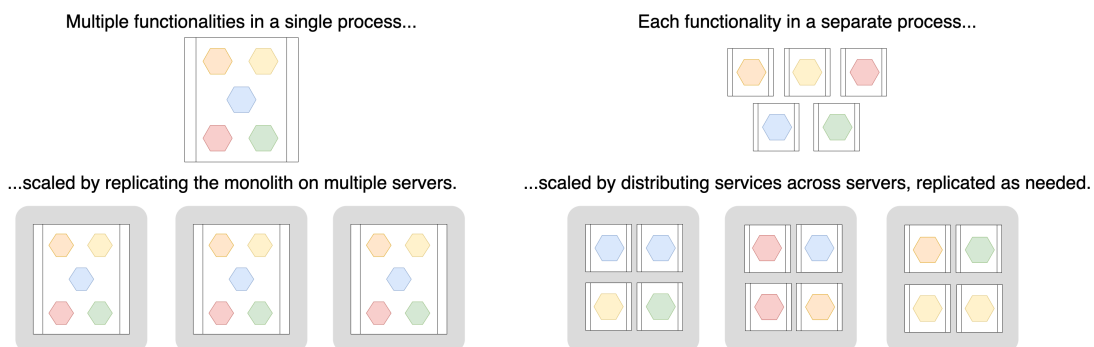 Multiple functionalities in a single process...
Each functionality in a separate process...
...scaled by replicating the monolith on multiple servers.
...scaled by distributing services across servers, replicated as needed.